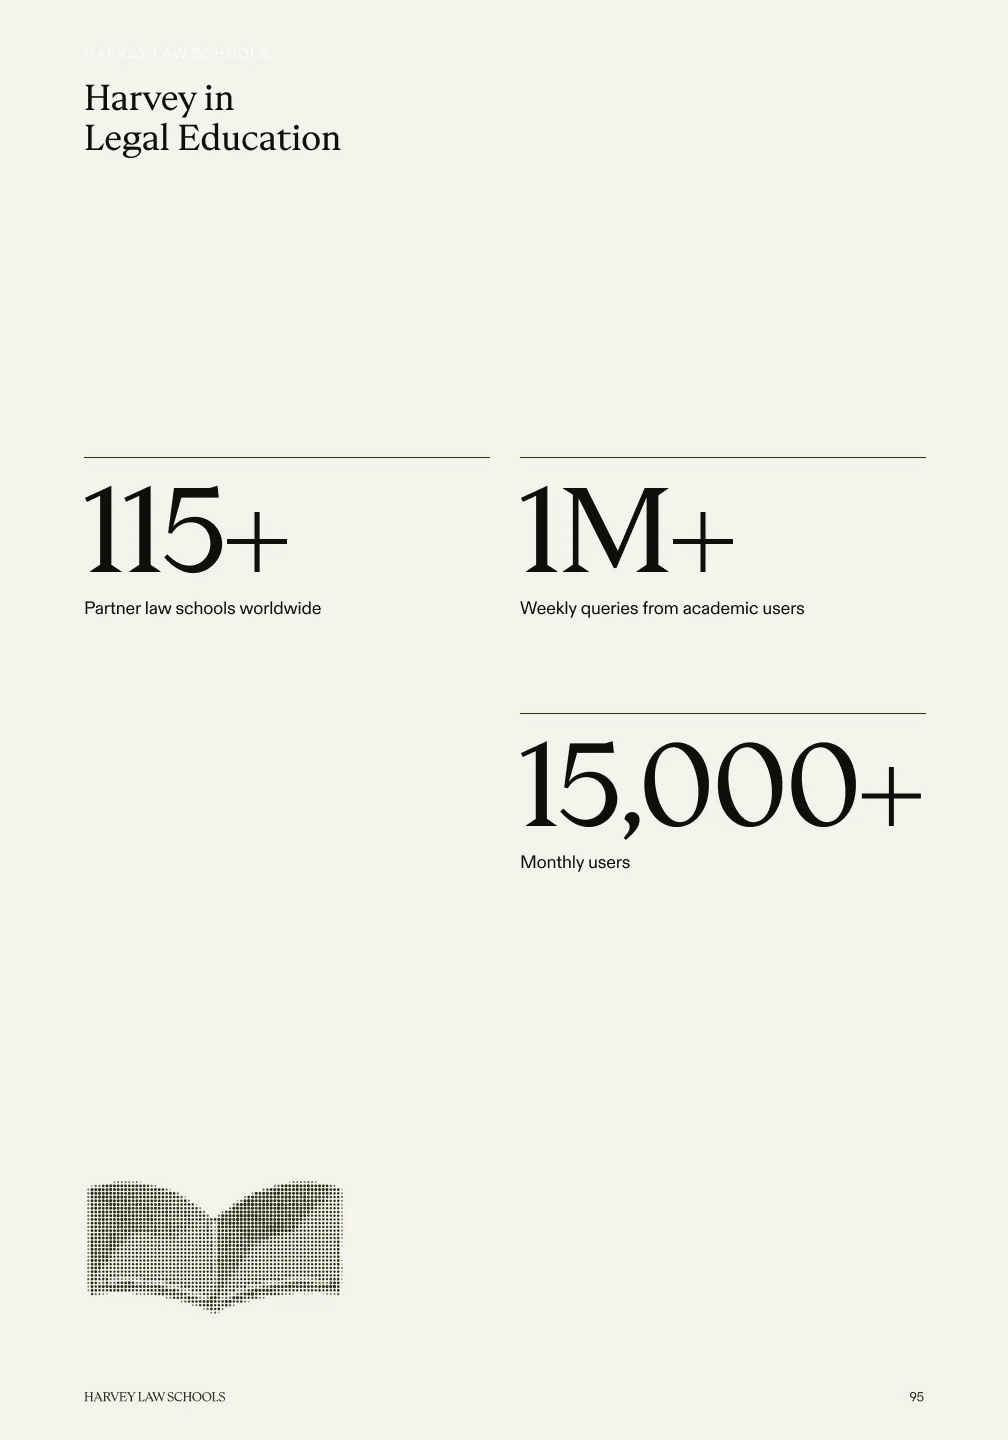 HARVEY LAW SCHOOLS
Harvey in
Legal Education
115+
Partner law schools worldwide
1M+
Weekly queries from academic users
15,000+
Monthly users
HARVEY LAW SCHOOLS
95